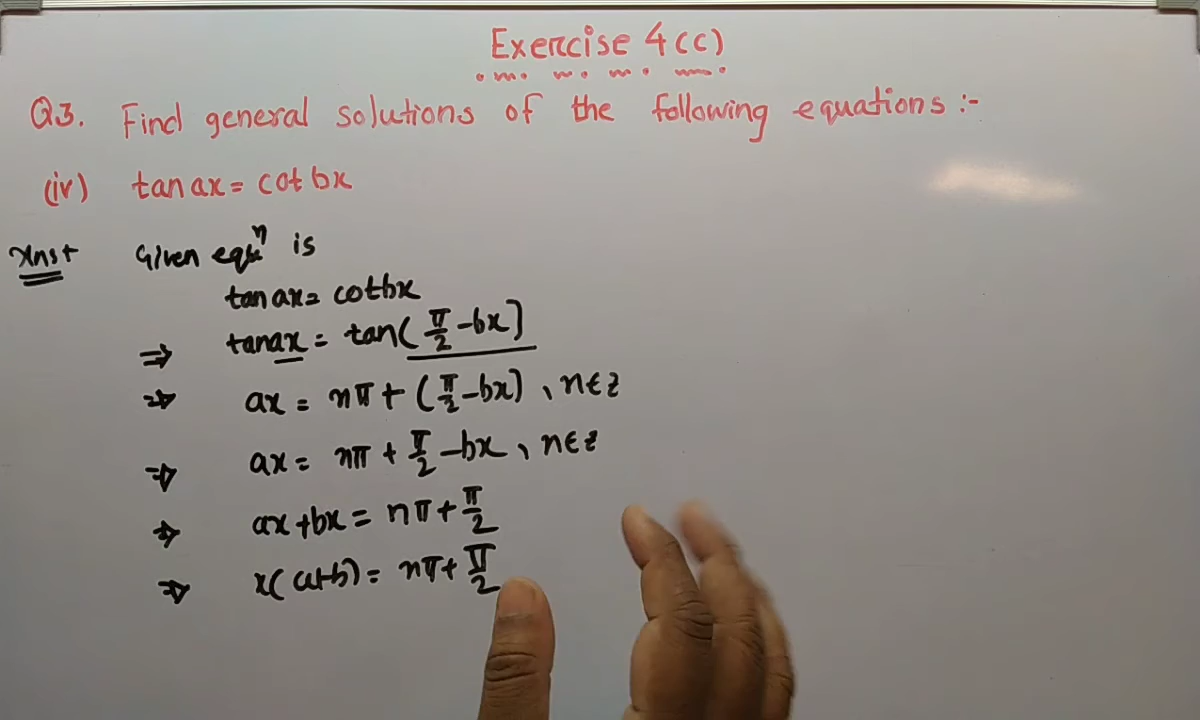 Exercise 4(c)
Q3. Find general solutions of the following equations :-
(iv) tan ax = cot bx
Ans+ Given equⁿ is
tan ax = cot bx
⇒ tan ax = tan(π/2 - bx)
⇒ ax = nπ + (π/2 - bx), n∈z
⇒ ax = nπ + π/2 - bx, n∈z
⇒ ax + bx = nπ + π/2
⇒ x(a+b) = nπ + π/2